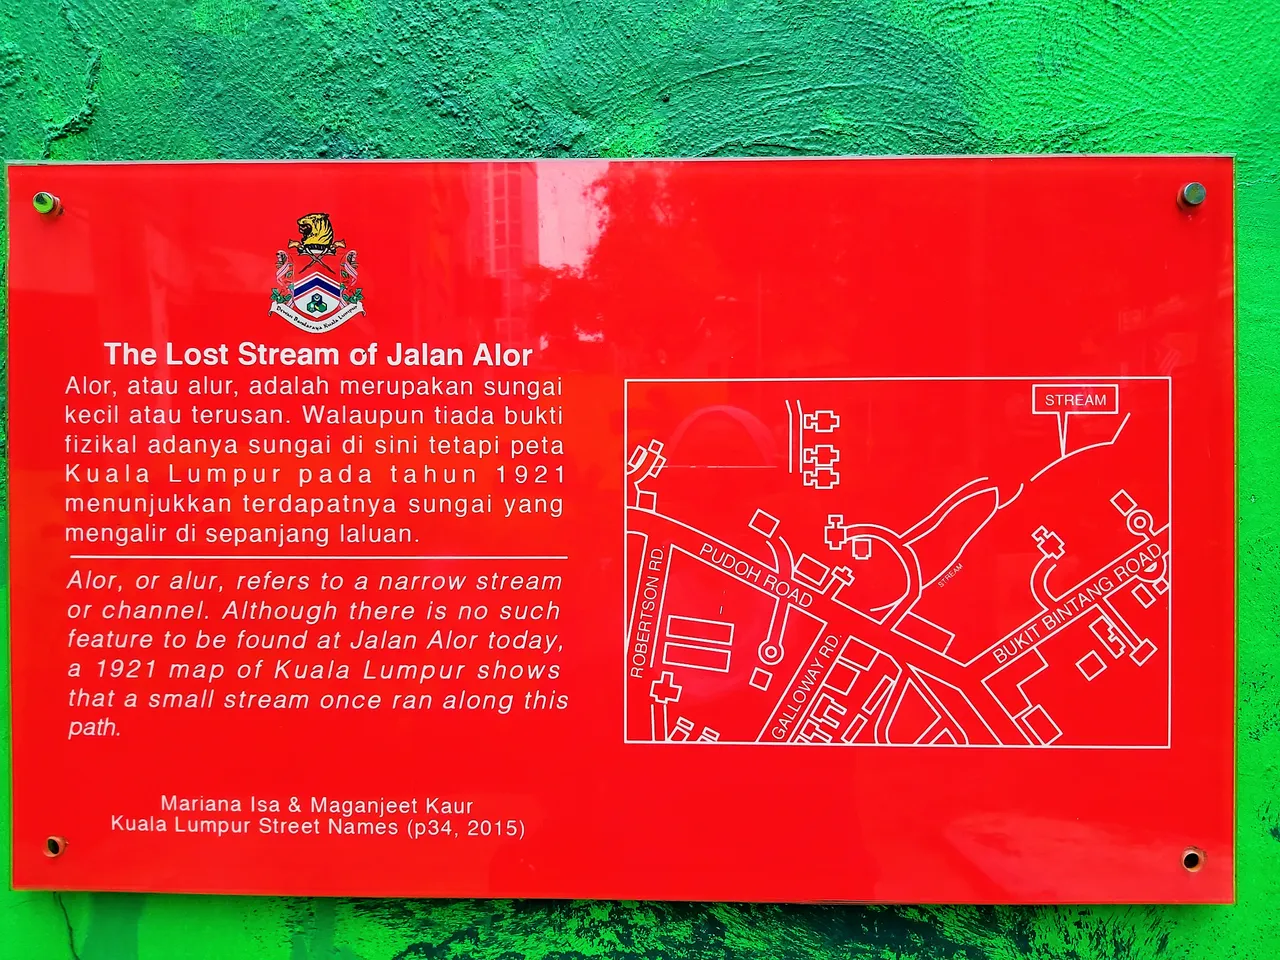 Dewan Bandaraya Kuala Lumpur
The Lost Stream of Jalan Alor
Alor, atau alur, adalah merupakan sungai
kecil atau terusan. Walaupun tiada bukti
fizikal adanya sungai di sini tetapi peta
Kuala Lumpur pada tahun 1921
menunjukkan terdapatnya sungai yang
mengalir di sepanjang laluan.
Alor, or alur, refers to a narrow stream
or channel. Although there is no such
feature to be found at Jalan Alor today,
a 1921 map of Kuala Lumpur shows
that a small stream once ran along this
path.
Mariana Isa & Maganjeet Kaur
Kuala Lumpur Street Names (p34, 2015)
STREAM
STREAM
PUDOH ROAD
ROBERTSON RD
GALLOWAY RD.
BUKIT BINTANG ROAD